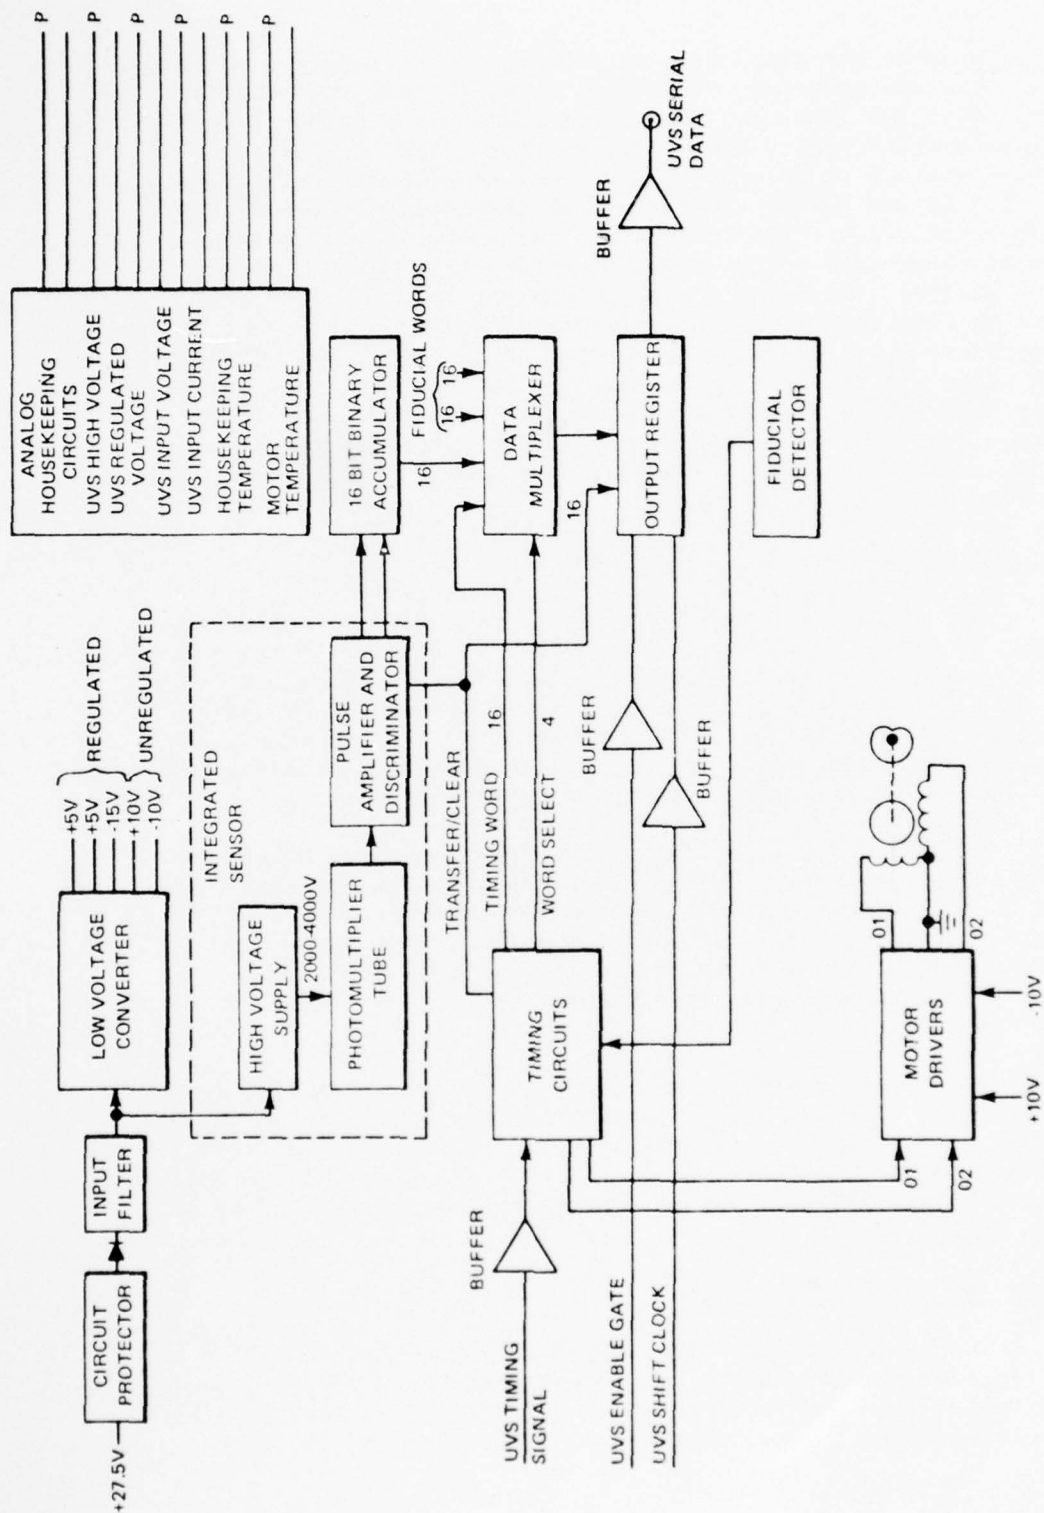 +27.5V
CIRCUIT
PROTECTOR
INPUT
FILTER
LOW VOLTAGE
CONVERTER
+5V
+5V
-15V
+10V
-10V
REGULATED
UNREGULATED
ANALOG
HOUSEKEEPING
CIRCUITS
UVS HIGH VOLTAGE
UVS REGULATED
VOLTAGE
UVS INPUT VOLTAGE
UVS INPUT CURRENT
HOUSEKEEPING
TEMPERATURE
MOTOR
TEMPERATURE
P
P
P
P
P
P
INTEGRATED
SENSOR
HIGH VOLTAGE
SUPPLY
2000-4000V
PHOTOMULTIPLIER
TUBE
PULSE
AMPLIFIER AND
DISCRIMINATOR
16 BIT BINARY
ACCUMULATOR
16
FIDUCIAL WORDS
16
16
TRANSFER/CLEAR
TIMING WORD
16
WORD SELECT
4
DATA
MULTIPLEXER
16
UVS TIMING
SIGNAL
BUFFER
TIMING
CIRCUITS
UVS ENABLE GATE
UVS SHIFT CLOCK
BUFFER
BUFFER
OUTPUT REGISTER
BUFFER
UVS SERIAL
DATA
FIDUCIAL
DETECTOR
01
02
MOTOR
DRIVERS
01
02
+10V
-10V